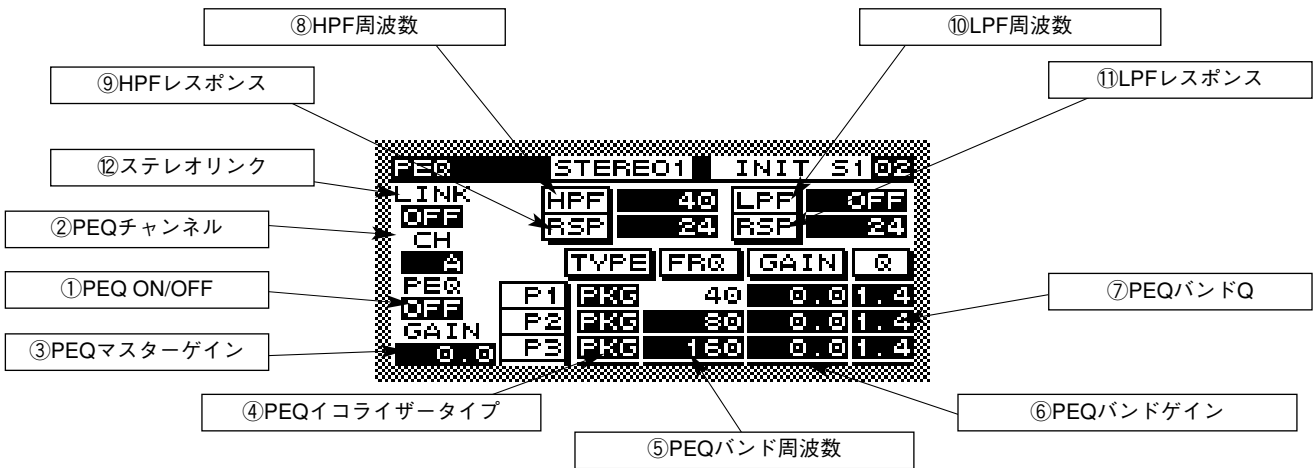 ⑧HPF周波数
⑩LPF周波数
⑨HPFレスポンス
⑪LPFレスポンス
⑫ステレオリンク
②PEQチャンネル
①PEQ ON/OFF
③PEQマスターゲイン
PEQ STEREO1 INIT S1 02
LINK HPF 40 LPF OFF
OFF RSP 24 RSP 24
CH
A TYPE FRQ GAIN Q
PEQ P1 PKG 40 0.0 1.4
OFF P2 PKG 80 0.0 1.4
GAIN P3 PKG 160 0.0 1.4
0.0
⑦PEQバンドQ
④PEQイコライザータイプ
⑥PEQバンドゲイン
⑤PEQバンド周波数